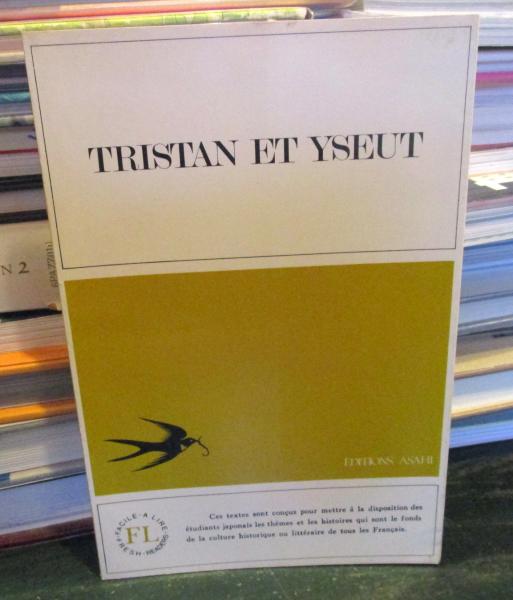 TRISTAN ET YSEUT
N 2
EDITIONS ASAHI
FACILE-A-LIRE
FL
FRESH-READERS
Ces textes sont conçus pour mettre à la disposition des
étudiants japonais les thèmes et les histoires qui sont le fonds
de la culture historique ou littéraire de tous les Français.